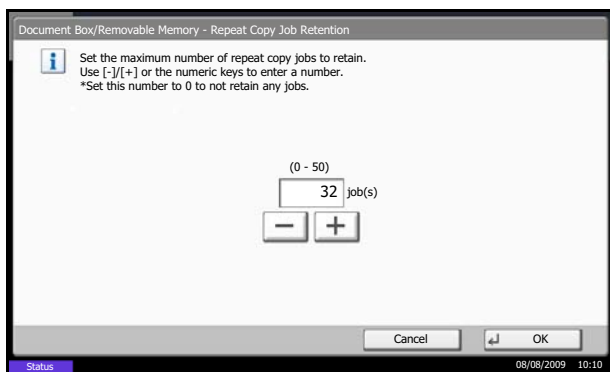 Document Box/Removable Memory - Repeat Copy Job Retention
Set the maximum number of repeat copy jobs to retain.
Use [-]/[+] or the numeric keys to enter a number.
*Set this number to 0 to not retain any jobs.
(0 - 50)
32 job(s)
Cancel OK
Status 08/08/2009 10:10